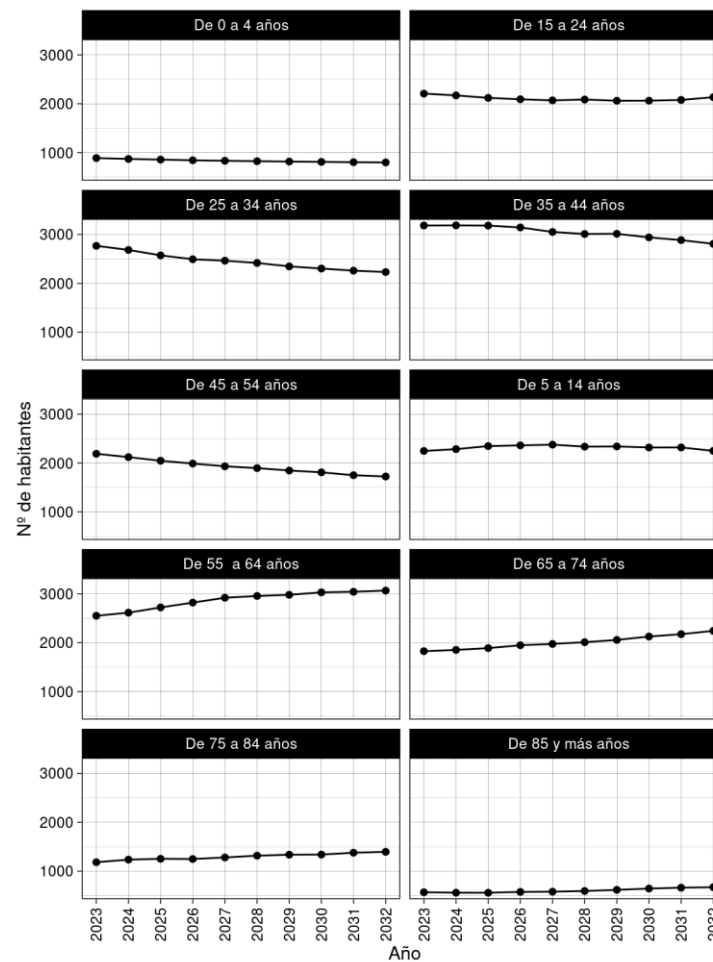 De 0 a 4 años
De 15 a 24 años
3000
2000
1000
De 25 a 34 años
De 35 a 44 años
3000
2000
1000
De 45 a 54 años
De 5 a 14 años
3000
2000
1000
Nº de habitantes
De 55  a 64 años
De 65 a 74 años
3000
2000
1000
De 75 a 84 años
De 85 y más años
3000
2000
1000
2023
2024
2025
2026
2027
2028
2029
2030
2031
2032
2023
2024
2025
2026
2027
2028
2029
2030
2031
2032
Año